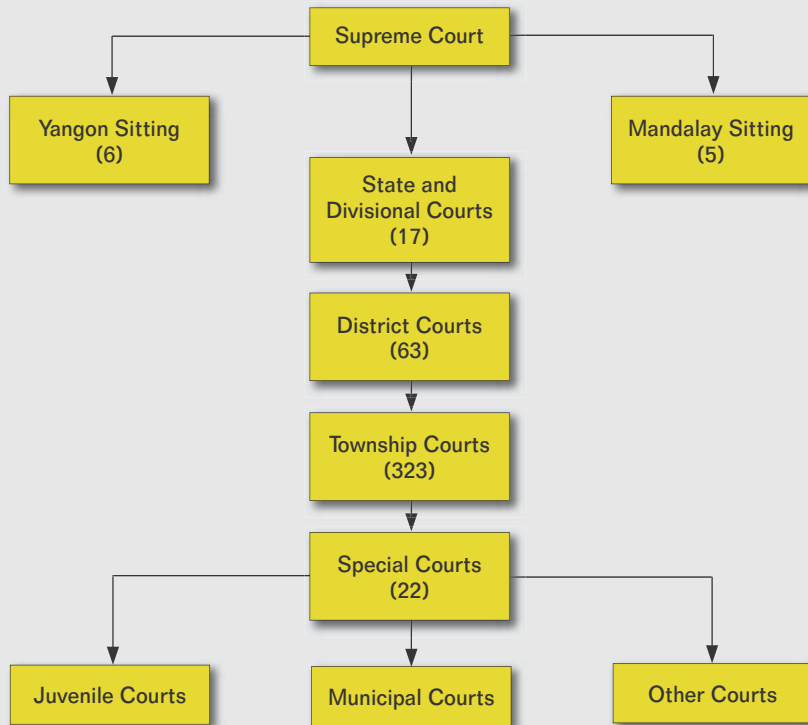 Supreme Court
Yangon Sitting
(6)
Mandalay Sitting
(5)
State and
Divisional Courts
(17)
District Courts
(63)
Township Courts
(323)
Special Courts
(22)
Juvenile Courts
Municipal Courts
Other Courts